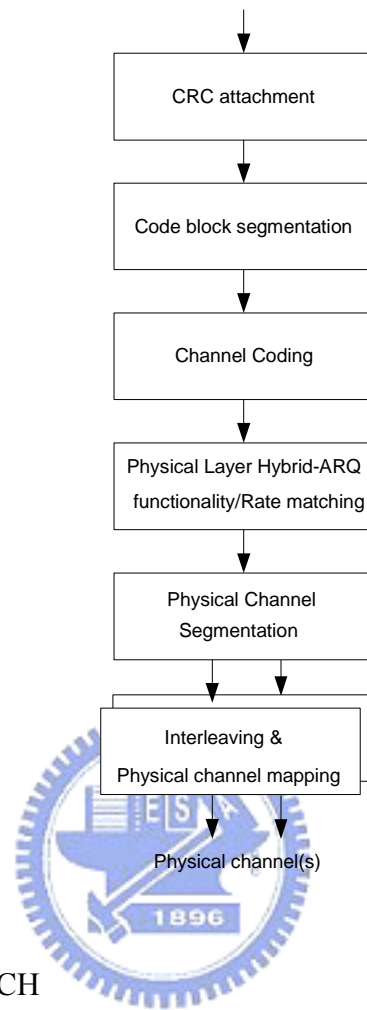 CRC attachment
Code block segmentation
Channel Coding
Physical Layer Hybrid-ARQ
functionality/Rate matching
Physical Channel
Segmentation
Interleaving &
Physical channel mapping
E S
Physical channel(s)
1896
CH